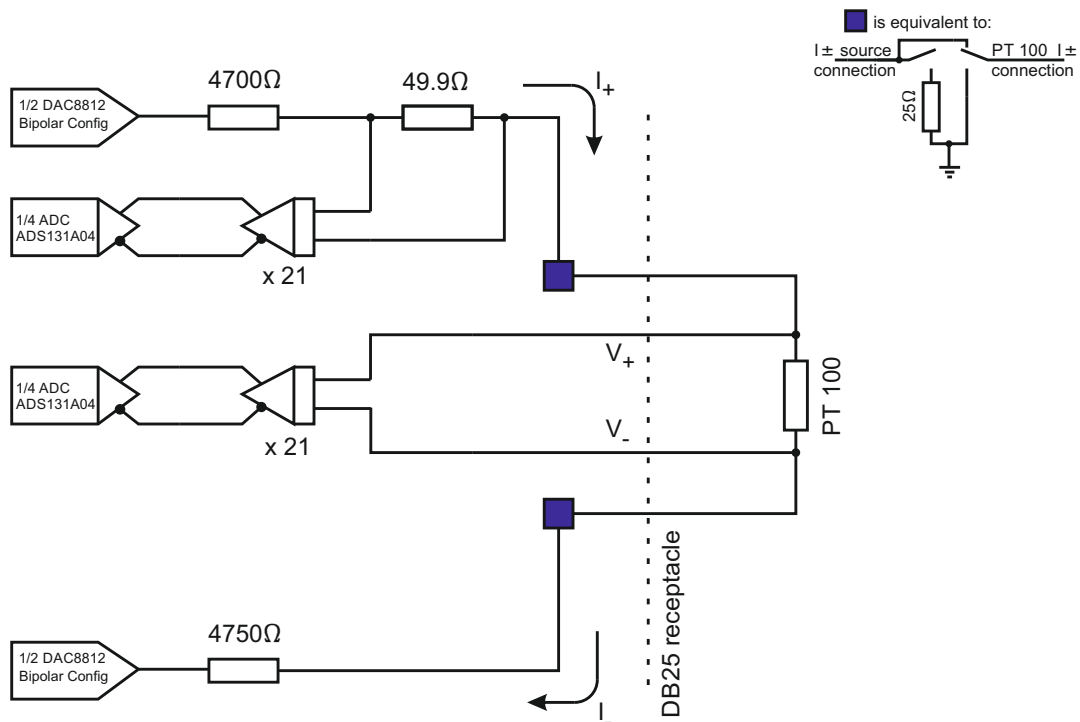 is equivalent to:
I ± source
connection
PT 100 I±
connection
25Ω
4700Ω
49.9Ω
I+
1/2 DAC8812
Bipolar Config
1/4 ADC
ADS131A04
x 21
V+
1/4 ADC
ADS131A04
PT 100
V-
x 21
DB25 receptacle
4750Ω
1/2 DAC8812
Bipolar Config
I-